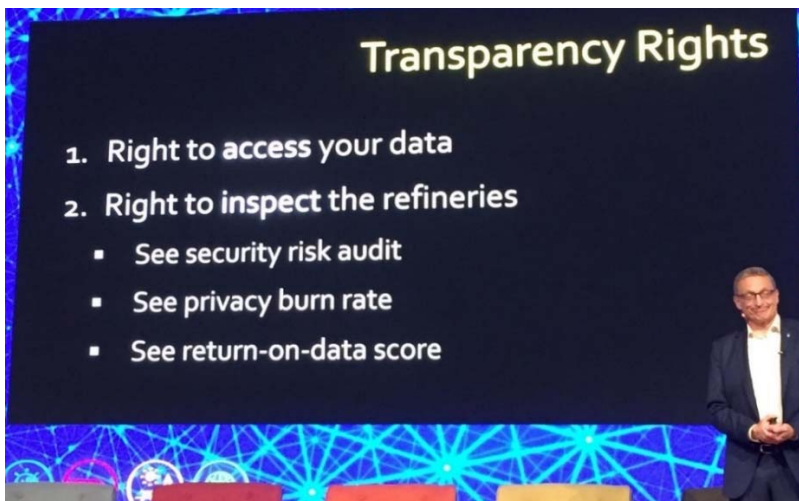 Transparency Rights
1. Right to access your data
2. Right to inspect the refineries
▪ See security risk audit
▪ See privacy burn rate
▪ See return-on-data score